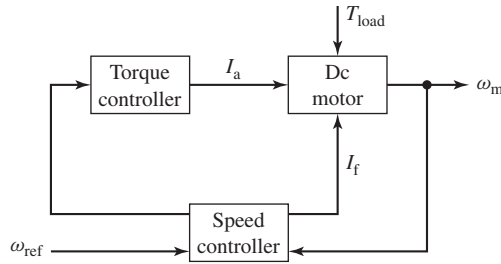 T_load
Torque
controller
I_a
Dc
motor
ω_m
I_f
Speed
controller
ω_ref